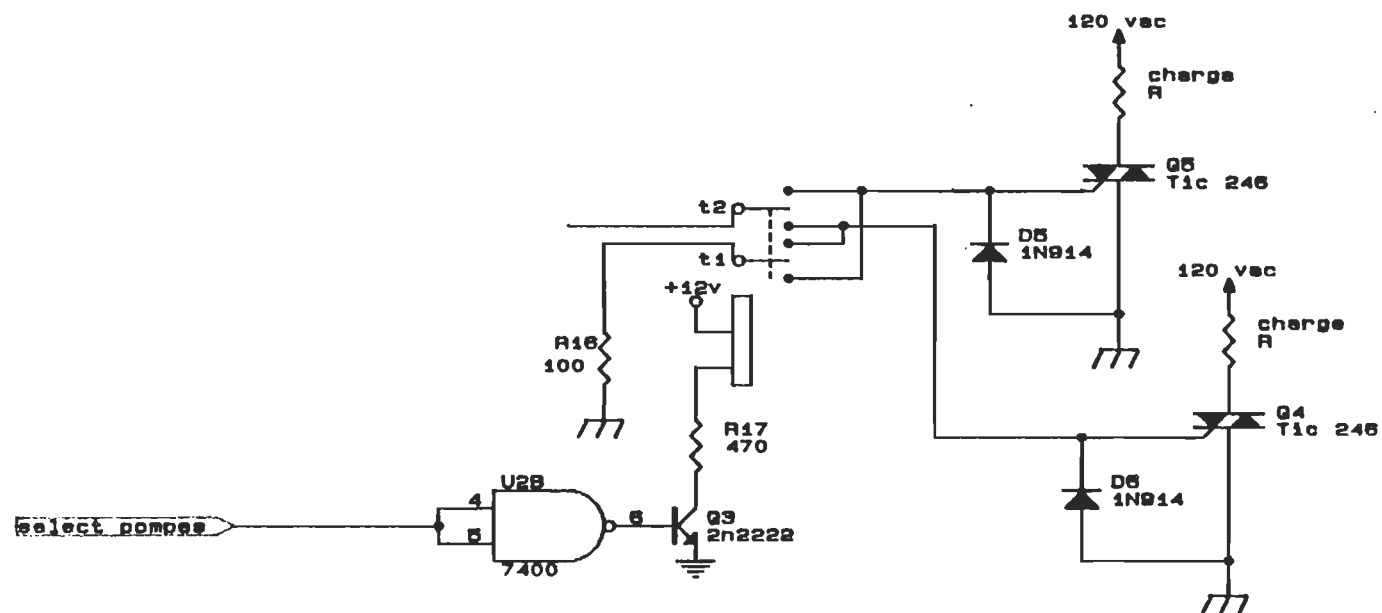 120 vac
charge
R
Q5
Tic 246
t2
t1
D5
1N914
+12v
120 vac
charge
R
R16
100
R17
470
Q4
Tic 246
D6
1N914
U2B
4
5
6
7400
Q3
2n2222
select pompes